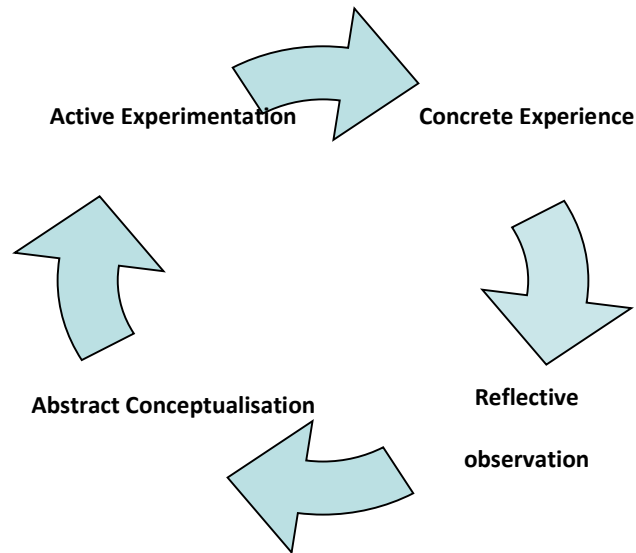 Active Experimentation
Concrete Experience
Abstract Conceptualisation
Reflective
observation